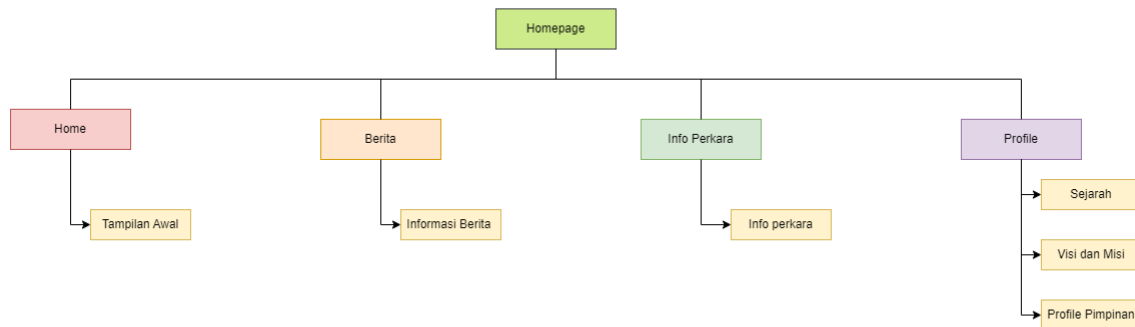 Homepage
Home
Berita
Info Perkara
Profile
Tampilan Awal
Informasi Berita
Info perkara
Sejarah
Visi dan Misi
Profile Pimpinan